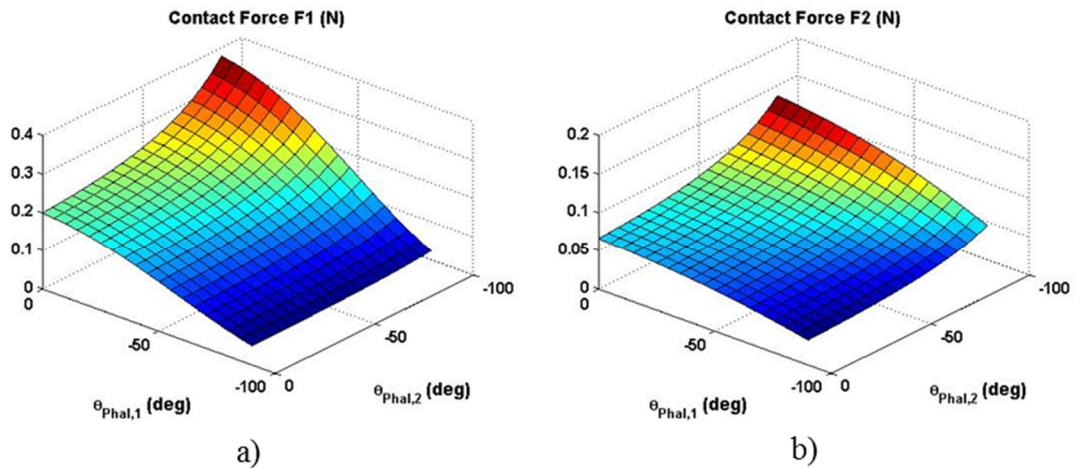 Contact Force F1 (N)
0.4
0.3
0.2
0.1
0
0
-50
-100
0
-50
-100
θPhal,1 (deg)
θPhal,2 (deg)
a)
Contact Force F2 (N)
0.2
0.15
0.1
0.05
0
0
-50
-100
0
-50
-100
θPhal,1 (deg)
θPhal,2 (deg)
b)